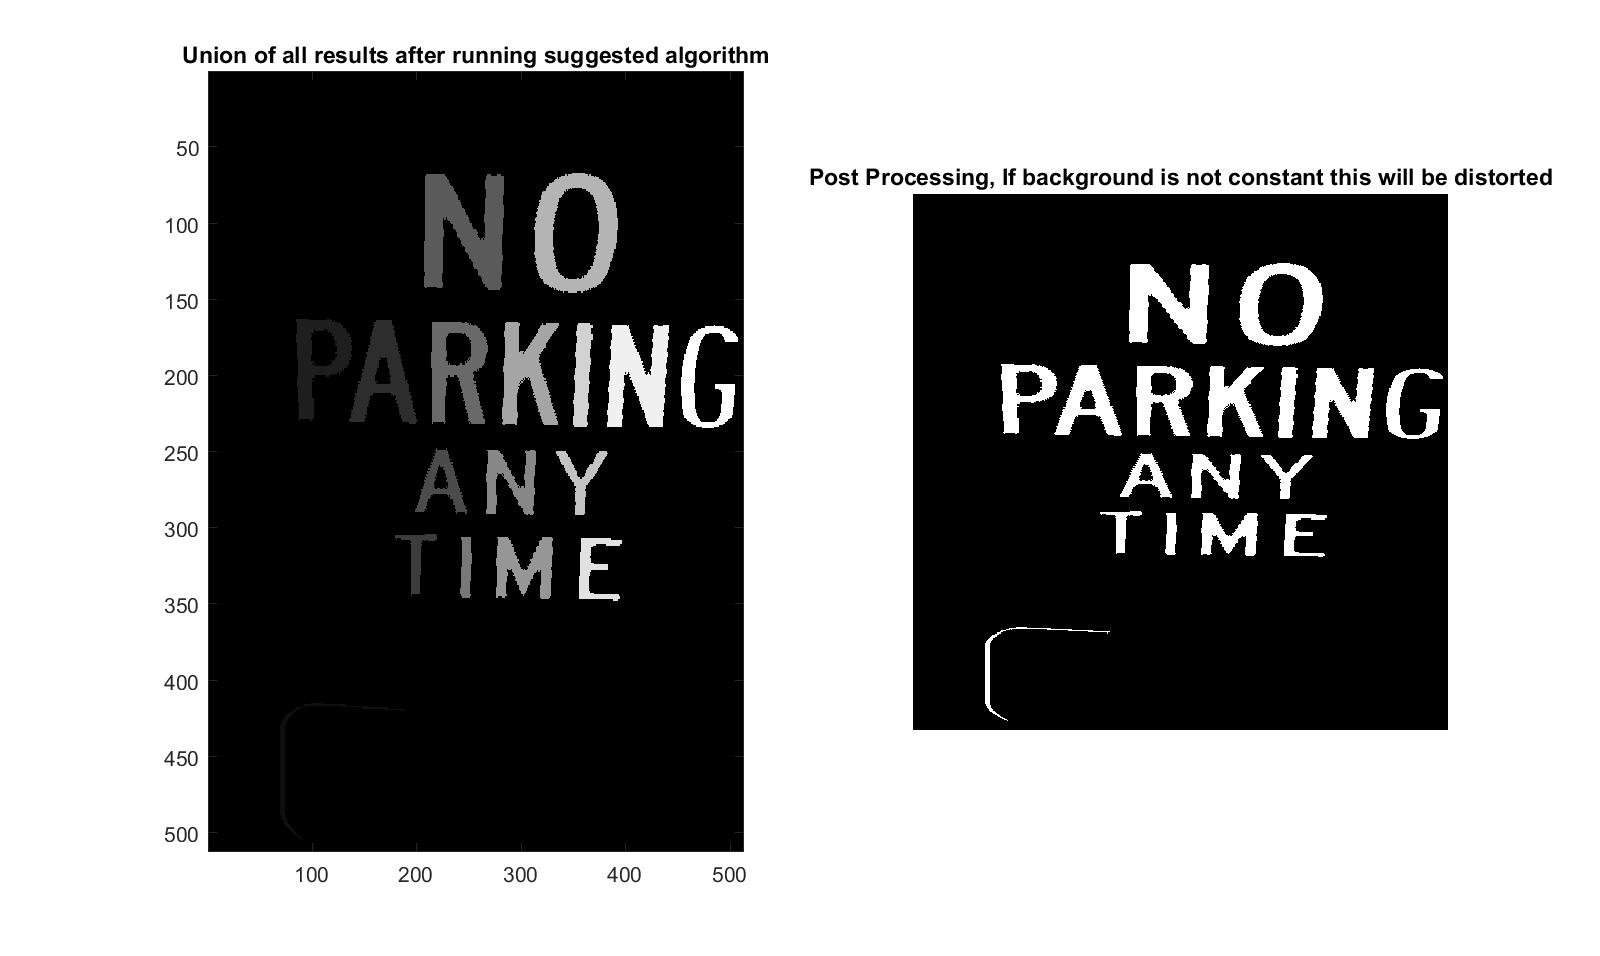 Union of all results after running suggested algorithm
50
100
150
200
250
300
350
400
450
500
100 200 300 400 500
NO
PARKING
ANY
TIME
Post Processing, If background is not constant this will be distorted
NO
PARKING
ANY
TIME